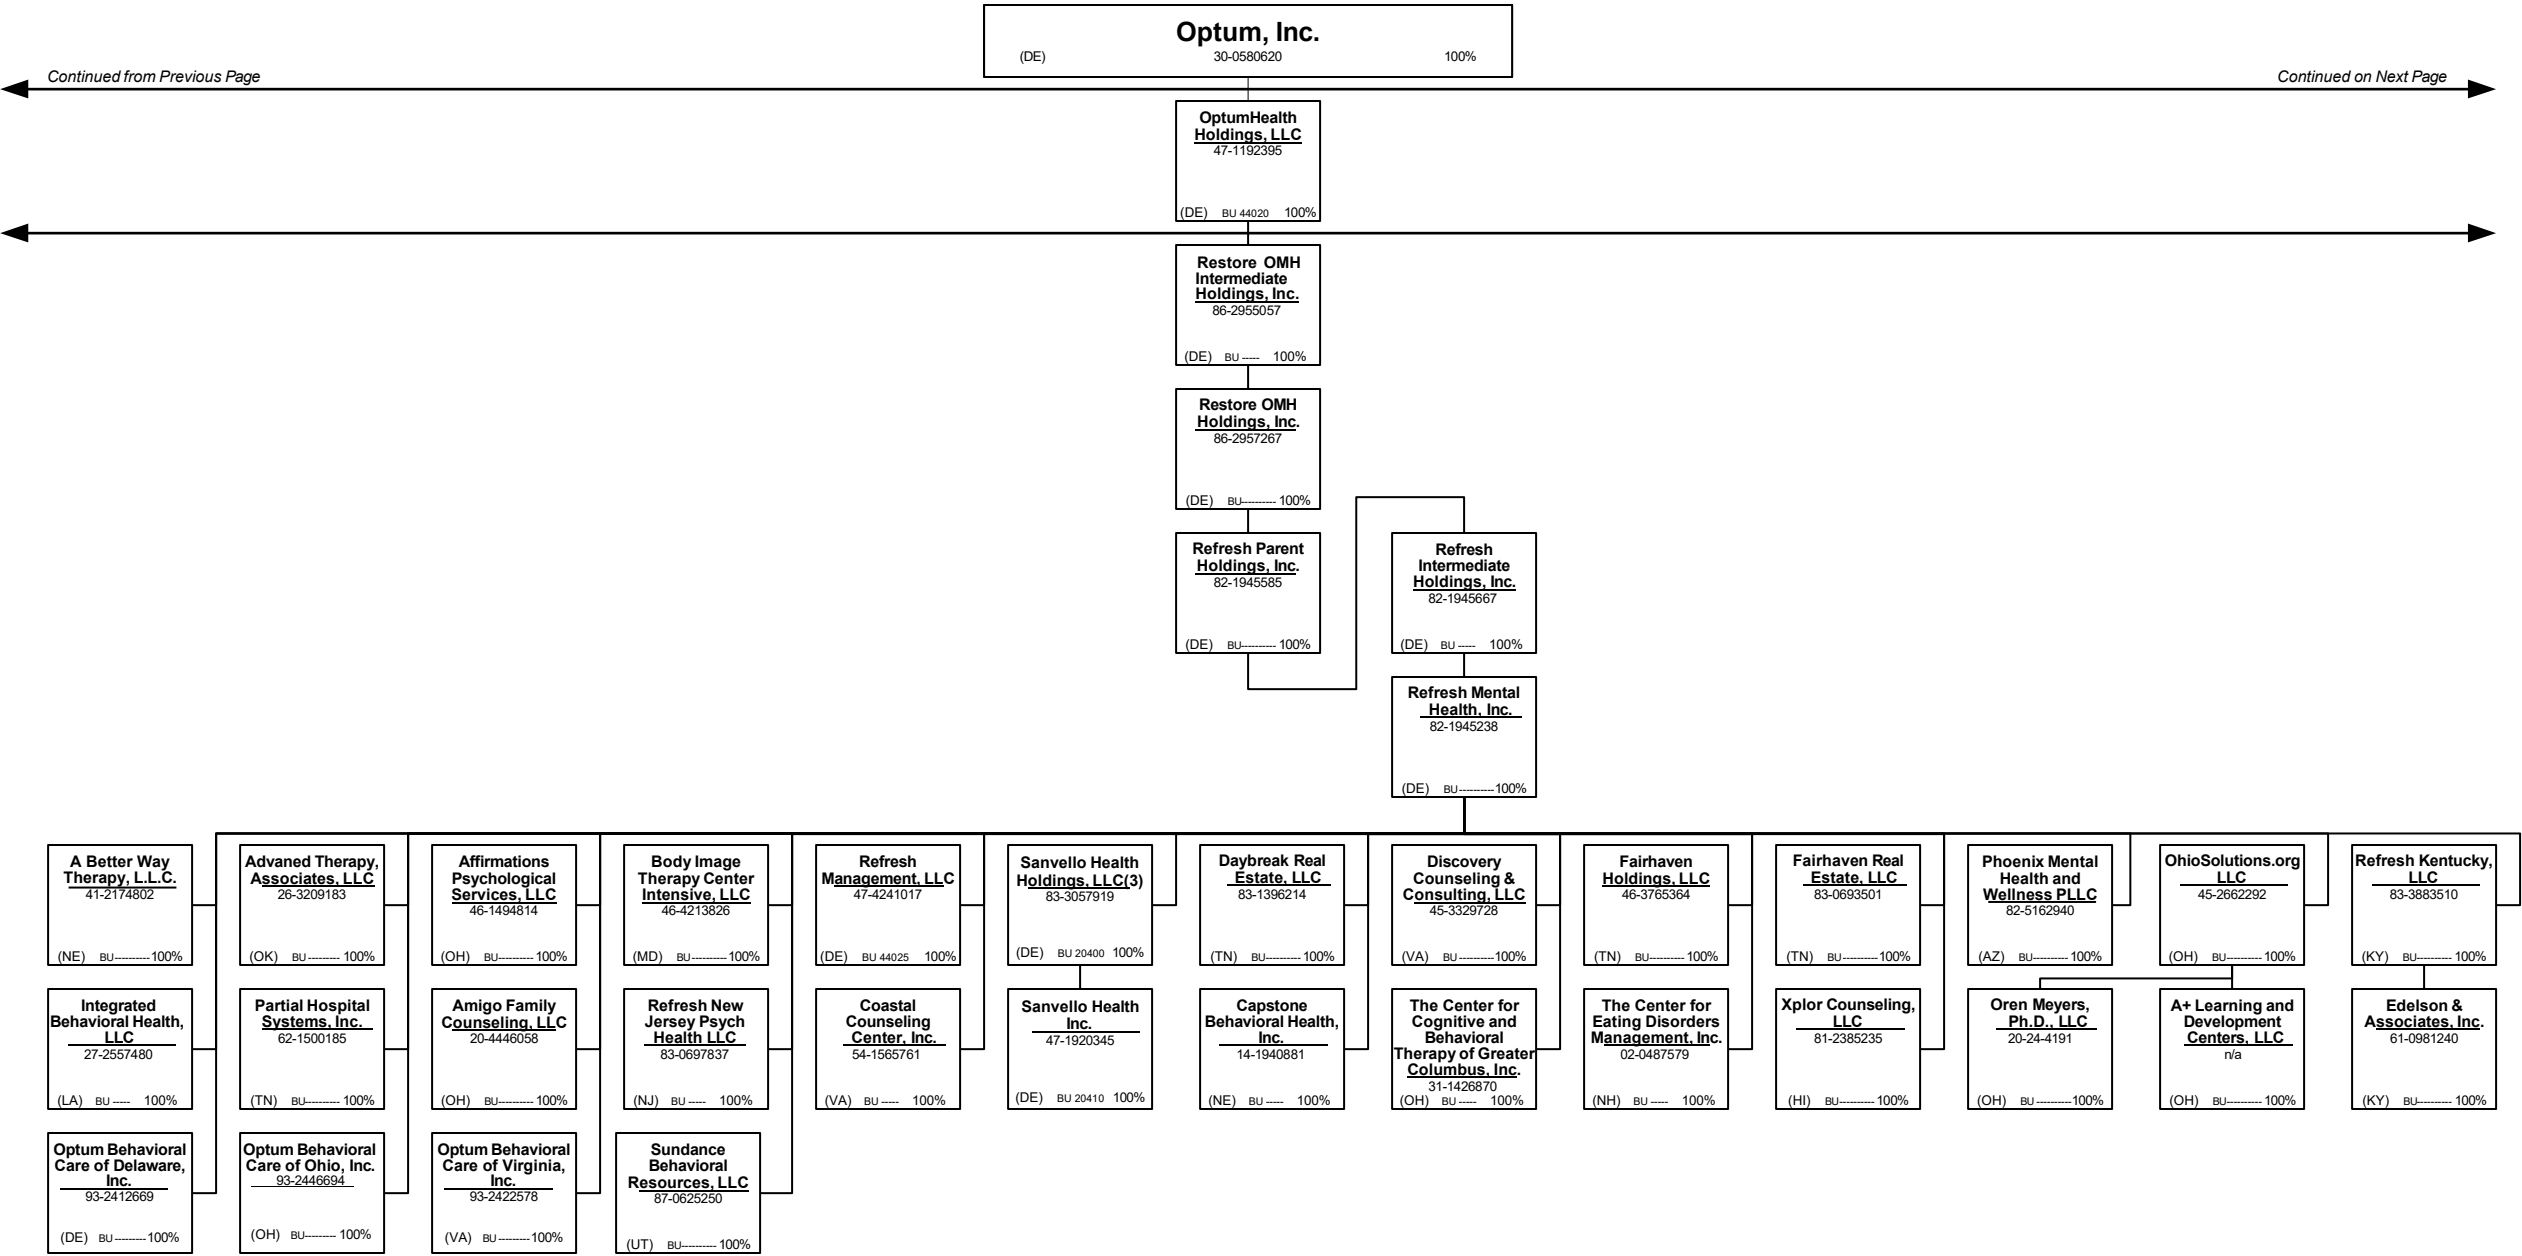 Optum, Inc.
(DE) 30-0580620 100%
Continued from Previous Page
Continued on Next Page
OptumHealth
Holdings, LLC
47-1192395
(DE) BU 44020 100%
Restore OMH
Intermediate
Holdings, Inc.
86-2955057
(DE) BU ----- 100%
Restore OMH
Holdings, Inc.
86-2957267
(DE) BU---------- 100%
Refresh Parent
Holdings, Inc.
82-1945585
(DE) BU---------- 100%
Refresh
Intermediate
Holdings, Inc.
82-1945667
(DE) BU ----- 100%
Refresh Mental
Health, Inc.
82-1945238
(DE) BU----------100%
A Better Way
Therapy, L.L.C.
41-2174802
(NE) BU----------100%
Advaned Therapy,
Associates, LLC
26-3209183
(OK) BU--------- 100%
Affirmations
Psychological
Services, LLC
46-1494814
(OH) BU----------100%
Body Image
Therapy Center
Intensive, LLC
46-4213826
(MD) BU----------100%
Refresh
Management, LLC
47-4241017
(DE) BU 44025 100%
Sanvello Health
Holdings, LLC(3)
83-3057919
(DE) BU 20400 100%
Daybreak Real
Estate, LLC
83-1396214
(TN) BU---------- 100%
Discovery
Counseling &
Consulting, LLC
45-3329728
(VA) BU----------100%
Fairhaven
Holdings, LLC
46-3765364
(TN) BU---------- 100%
Fairhaven Real
Estate, LLC
83-0693501
(TN) BU---------- 100%
Phoenix Mental
Health and
Wellness PLLC
82-5162940
(AZ) BU---------- 100%
OhioSolutions.org
LLC
45-2662292
(OH) BU---------- 100%
Refresh Kentucky,
LLC
83-3883510
(KY) BU---------- 100%
Integrated
Behavioral Health,
LLC
27-2557480
(LA) BU ----- 100%
Partial Hospital
Systems, Inc.
62-1500185
(TN) BU---------- 100%
Amigo Family
Counseling, LLC
20-4446058
(OH) BU----------100%
Refresh New
Jersey Psych
Health LLC
83-0697837
(NJ) BU ----- 100%
Coastal
Counseling
Center, Inc.
54-1565761
(VA) BU ----- 100%
Sanvello Health
Inc.
47-1920345
(DE) BU 20410 100%
Capstone
Behavioral Health,
Inc.
14-1940881
(NE) BU ----- 100%
The Center for
Cognitive and
Behavioral
Therapy of Greater
Columbus, Inc.
31-1426870
(OH) BU ----- 100%
The Center for
Eating Disorders
Management, Inc.
02-0487579
(NH) BU ----- 100%
Xplor Counseling,
LLC
81-2385235
(HI) BU----------100%
Oren Meyers,
Ph.D., LLC
20-24-4191
(OH) BU ----------100%
A+ Learning and
Development
Centers, LLC
n/a
(OH) BU---------- 100%
Edelson &
Associates, Inc.
61-0981240
(KY) BU---------- 100%
Optum Behavioral
Care of Delaware,
Inc.
93-2412669
(DE) BU ---------100%
Optum Behavioral
Care of Ohio, Inc.
93-2446694
(OH) BU--------- 100%
Optum Behavioral
Care of Virginia,
Inc.
93-2422578
(VA) BU ---------100%
Sundance
Behavioral
Resources, LLC
87-0625250
(UT) BU---------- 100%